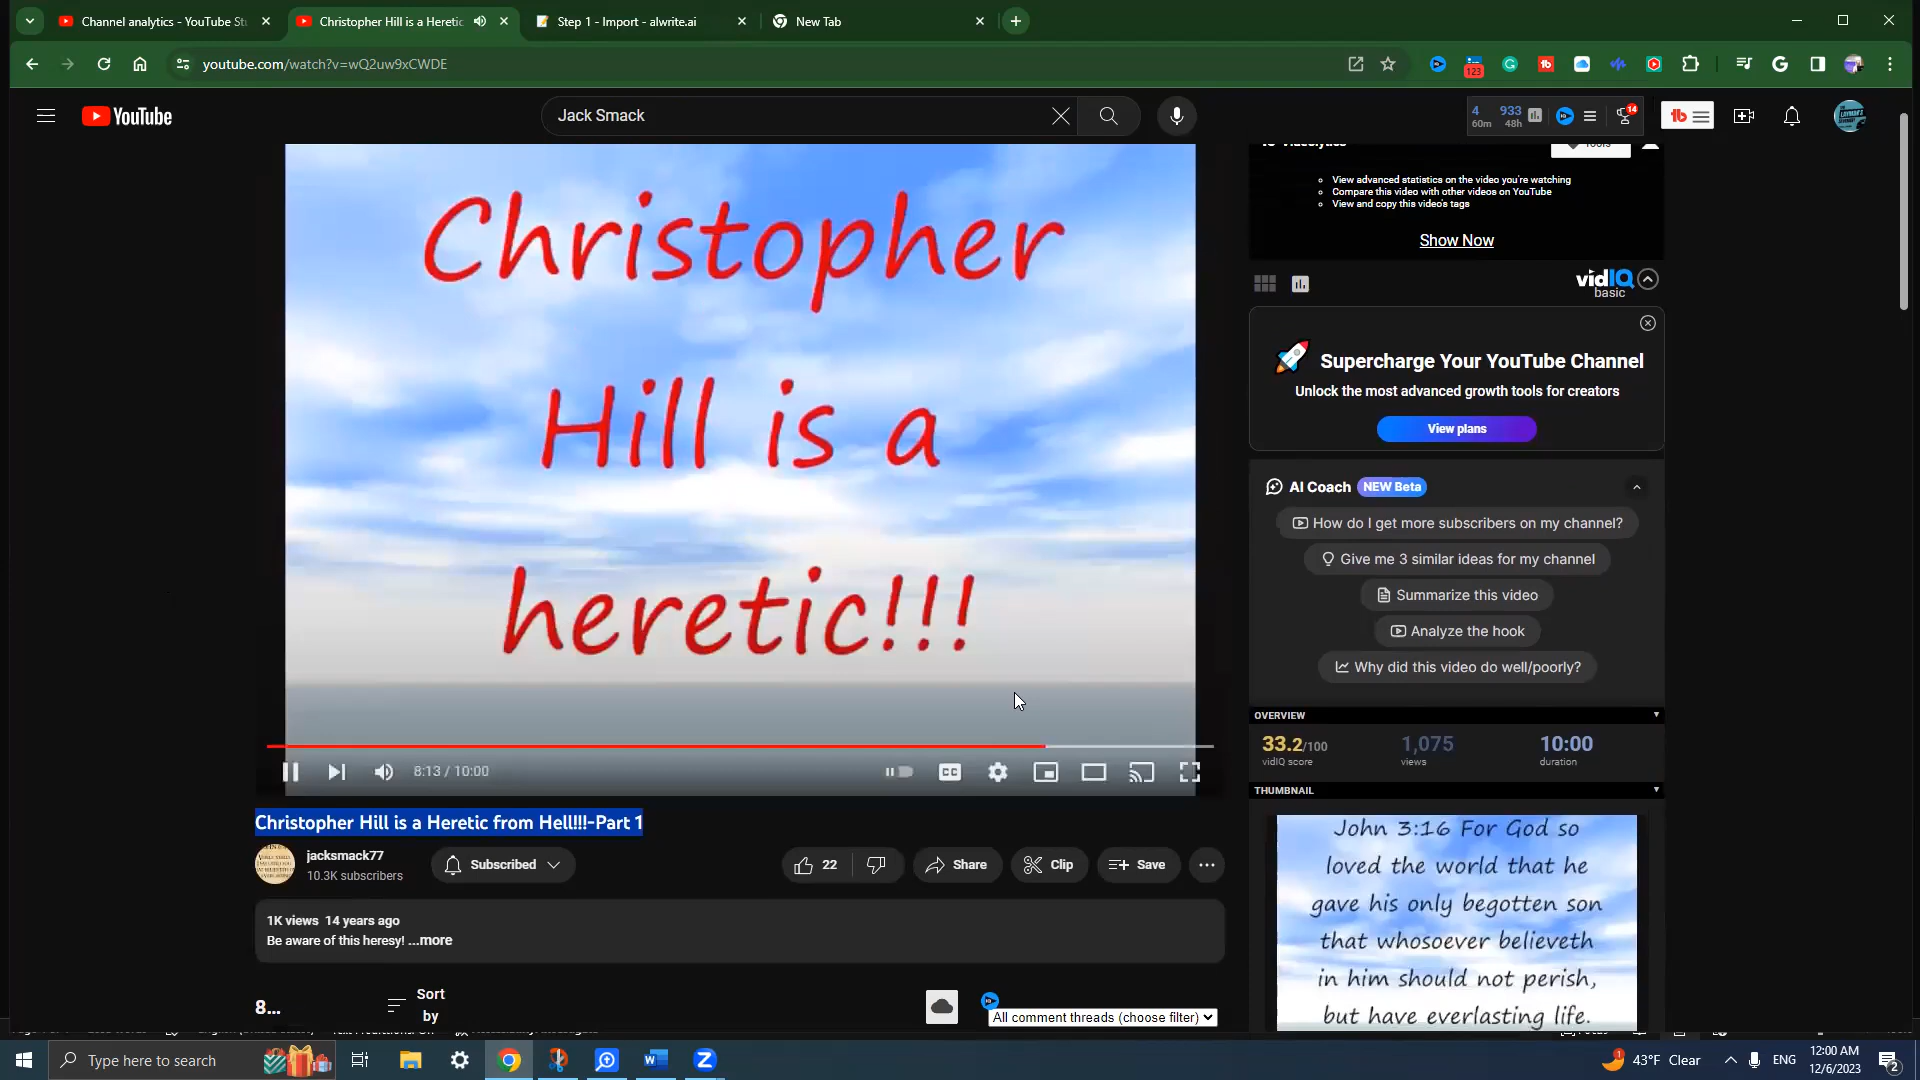 Channel analytics - YouTube St
Christopher Hill is a Heretic
Step 1 - Import - alwrite.ai
New Tab
youtube.com/watch?v=wQ2uw9xCWDE
123
YouTube
Jack Smack
4
60m
933
48h
14
Christopher
Hill is a
heretic!!!
8:13 / 10:00
CC
Christopher Hill is a Heretic from Hell!!!-Part 1
jacksmack77
10.3K subscribers
Subscribed
22
Share
Clip
Save
1K views 14 years ago
Be aware of this heresy! ...more
8...
Sort
by
All comment threads (choose filter)
View advanced statistics on the video you're watching
Compare this video with other videos on YouTube
View and copy this video's tags
Show Now
vidIQ
basic
Supercharge Your YouTube Channel
Unlock the most advanced growth tools for creators
View plans
AI Coach NEW Beta
How do I get more subscribers on my channel?
Give me 3 similar ideas for my channel
Summarize this video
Analyze the hook
Why did this video do well/poorly?
OVERVIEW
33.2/100
vidIQ score
1,075
views
10:00
duration
THUMBNAIL
John 3:16 For God so
loved the world that he
gave his only begotten son
that whosoever believeth
in him should not perish,
but have everlasting life.
Type here to search
43°F Clear
ENG
12:00 AM
12/6/2023
2